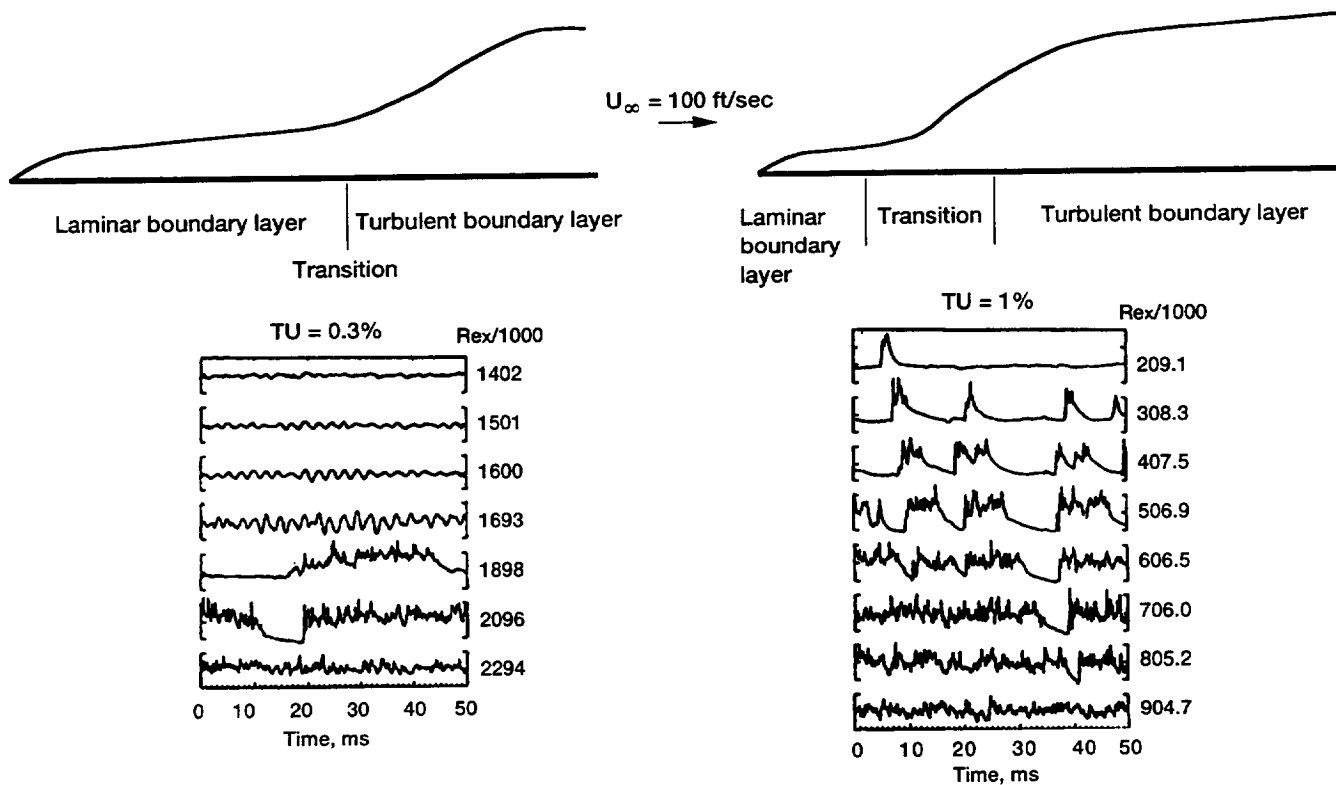 U∞ = 100 ft/sec
Laminar boundary layer
Turbulent boundary layer
Transition
TU = 0.3%
Rex/1000
1402
1501
1600
1693
1898
2096
2294
0 10 20 30 40 50
Time, ms
Laminar
boundary
layer
Transition
Turbulent boundary layer
TU = 1%
Rex/1000
209.1
308.3
407.5
506.9
606.5
706.0
805.2
904.7
0 10 20 30 40 50
Time, ms